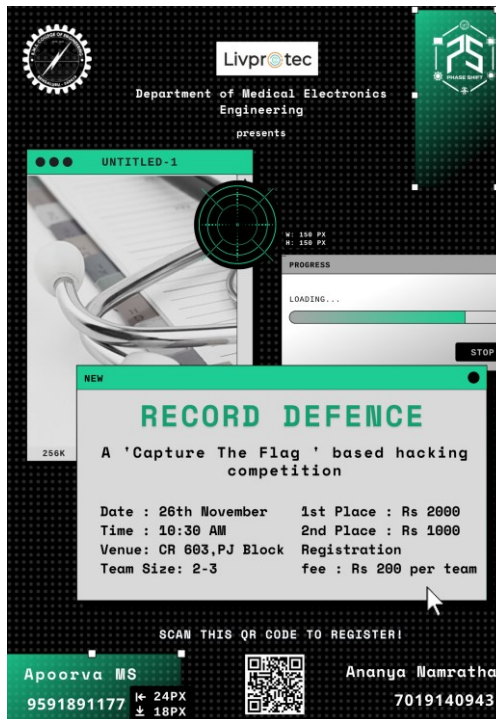 Livprotec
PHASE SHIFT
Department of Medical Electronics
Engineering
presents
UNTITLED-1
W: 150 PX
H: 150 PX
PROGRESS
LOADING...
STOP
256K
NEW
RECORD DEFENCE
A 'Capture The Flag ' based hacking
competition
Date : 26th November
Time : 10:30 AM
Venue: CR 603,PJ Block
Team Size: 2-3
1st Place : Rs 2000
2nd Place : Rs 1000
Registration
fee : Rs 200 per team
SCAN THIS QR CODE TO REGISTER!
Apoorva MS
9591891177
24PX
18PX
Ananya Namratha
7019140943